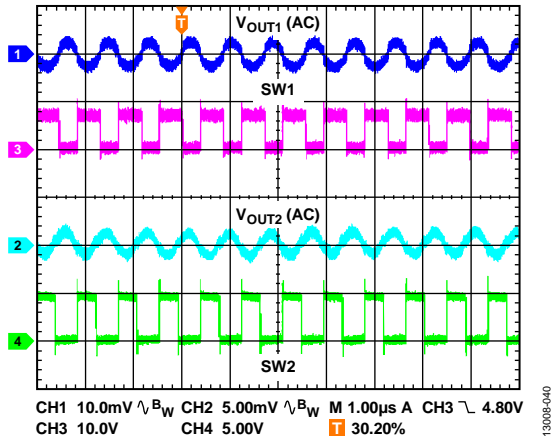 T
VOUT1 (AC)
1
SW1
3
VOUT2 (AC)
2
4
SW2
CH1 10.0mV ∿ BW CH2 5.00mV ∿ BW M 1.00µs A CH3 ﹨ 4.80V
CH3 10.0V CH4 5.00V T 30.20%
13008-040